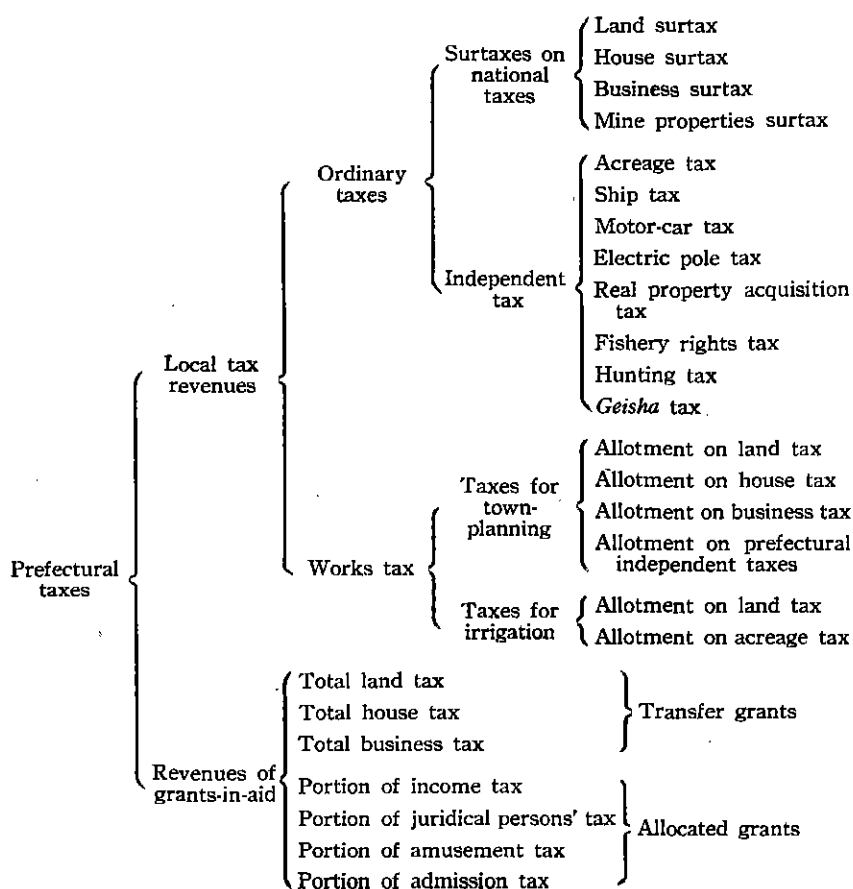 Prefectural
taxes
Local tax
revenues
Ordinary
taxes
Surtaxes on
national
taxes
Land surtax
House surtax
Business surtax
Mine properties surtax
Independent
tax
Acreage tax
Ship tax
Motor-car tax
Electric pole tax
Real property acquisition
tax
Fishery rights tax
Hunting tax
Geisha tax
Works tax
Taxes for
town-
planning
Allotment on land tax
Allotment on house tax
Allotment on business tax
Allotment on prefectural
independent taxes
Taxes for
irrigation
Allotment on land tax
Allotment on acreage tax
Revenues of
grants-in-aid
Total land tax
Total house tax
Total business tax
Transfer grants
Portion of income tax
Portion of juridical persons' tax
Portion of amusement tax
Portion of admission tax
Allocated grants